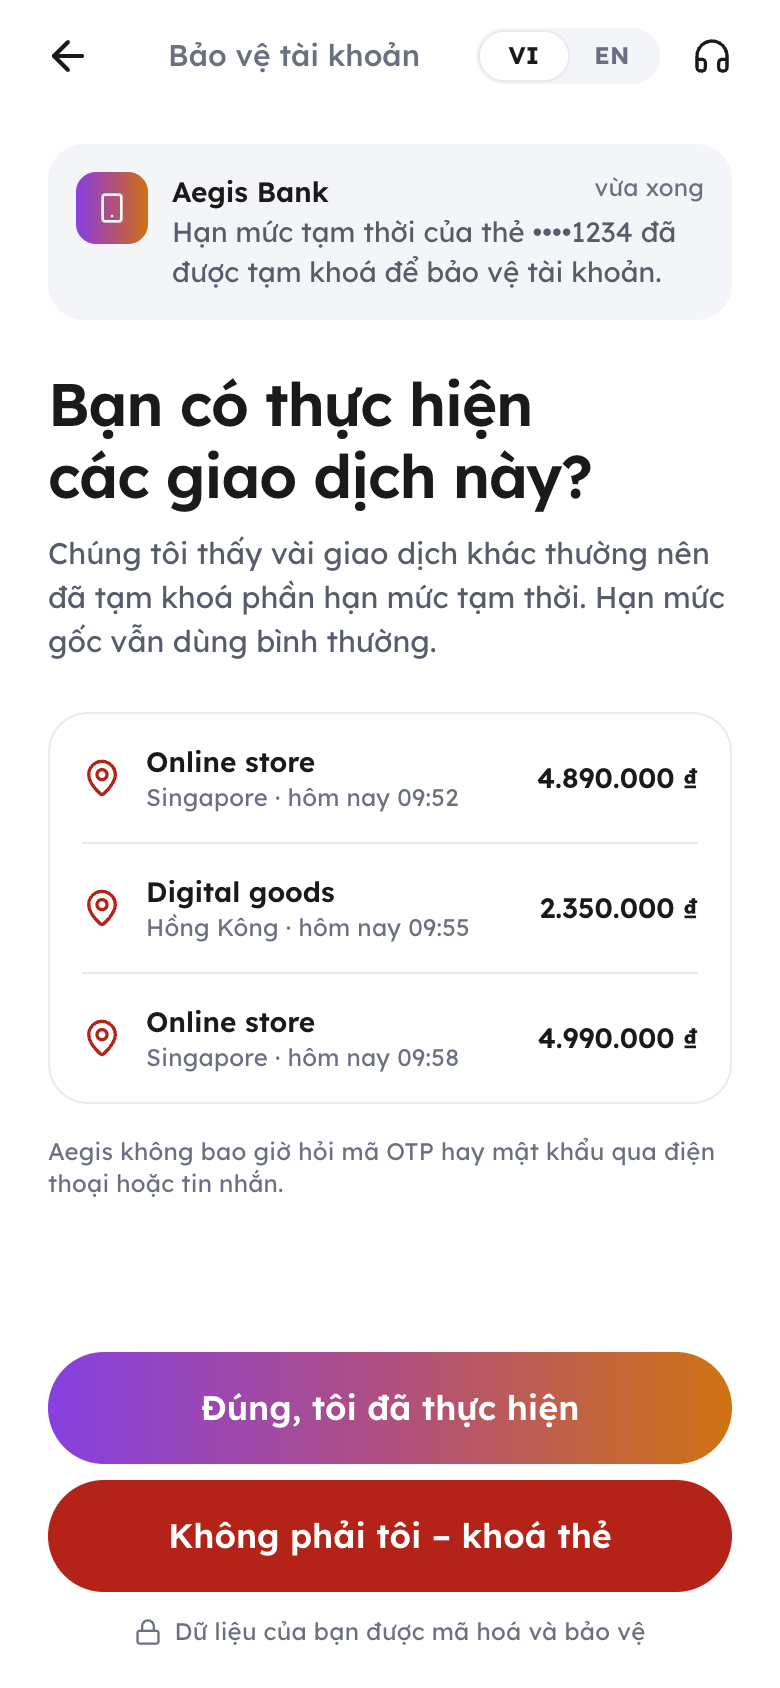 Bảo vệ tài khoản
VI
EN
Aegis Bank
vừa xong
Hạn mức tạm thời của thẻ ••••1234 đã
được tạm khoá để bảo vệ tài khoản.
Bạn có thực hiện
các giao dịch này?
Chúng tôi thấy vài giao dịch khác thường nên
đã tạm khoá phần hạn mức tạm thời. Hạn mức
gốc vẫn dùng bình thường.
Online store
Singapore · hôm nay 09:52
4.890.000 ₫
Digital goods
Hồng Kông · hôm nay 09:55
2.350.000 ₫
Online store
Singapore · hôm nay 09:58
4.990.000 ₫
Aegis không bao giờ hỏi mã OTP hay mật khẩu qua điện
thoại hoặc tin nhắn.
Đúng, tôi đã thực hiện
Không phải tôi – khoá thẻ
Dữ liệu của bạn được mã hoá và bảo vệ